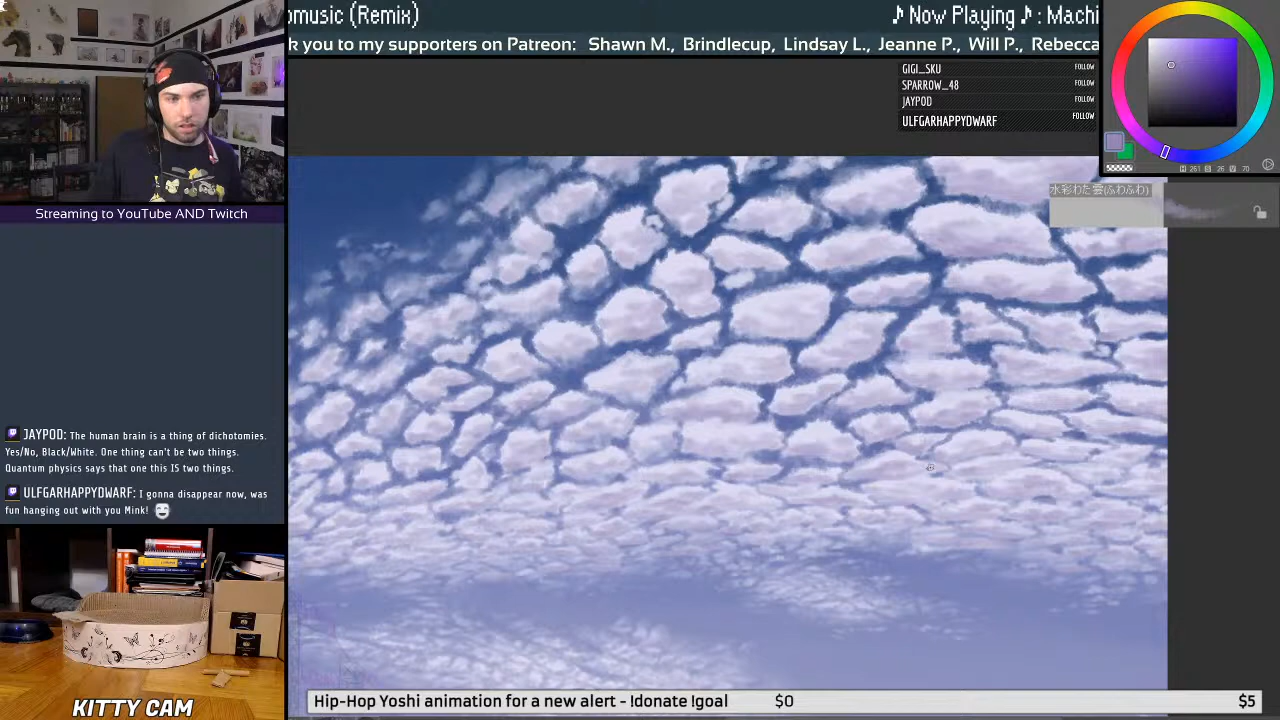 omusic (Remix)
♪ Now Playing ♪ : Machi
k you to my supporters on Patreon: Shawn M., Brindlecup, Lindsay L., Jeanne P., Will P., Rebecca
GIGI_SKU FOLLOW
SPARROW_48 FOLLOW
JAYPOD FOLLOW
ULFGARHAPPYDWARF FOLLOW
H 251 S 26 V 70
水彩わた雲(ふわふわ)
Streaming to YouTube AND Twitch
JAYPOD: The human brain is a thing of dichotomies.
Yes/No, Black/White. One thing can't be two things.
Quantum physics says that one this IS two things.
ULFGARHAPPYDWARF: I gonna disappear now, was
fun hanging out with you Mink!
KITTY CAM
Hip-Hop Yoshi animation for a new alert - !donate !goal $0 $5